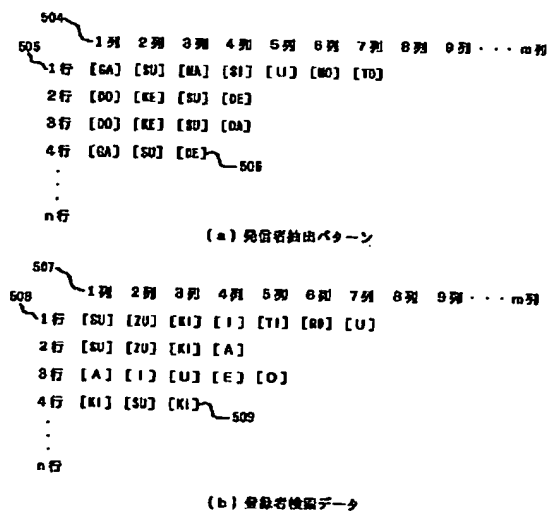 504
1列 2列 3列 4列 5列 6列 7列 8列 9列・・・m列
505
1行 [GA] [SU] [MA] [SI] [U] [MO] [TO]
2行 [DO] [KE] [SU] [DE]
3行 [DO] [KE] [SU] [DA]
4行 [GA] [SU] [DE] 506
n行
(a) 発信者抽出パターン
507
1列 2列 3列 4列 5列 6列 7列 8列 9列・・・m列
508
1行 [SU] [ZU] [KI] [I] [TI] [RO] [U]
2行 [SU] [ZU] [KI] [A]
3行 [A] [I] [U] [E] [O]
4行 [KI] [SU] [KI] 509
n行
(b) 登録者検索データ